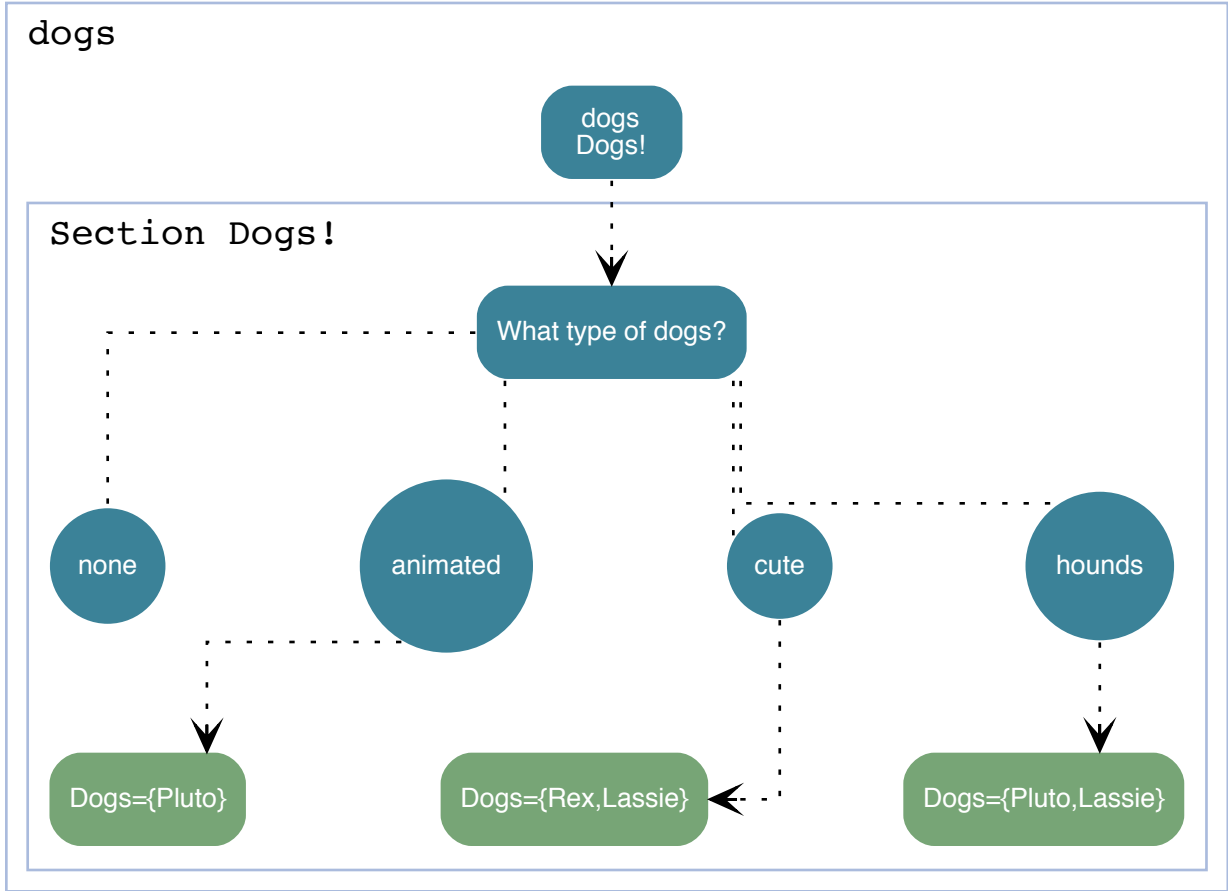 dogs
dogs
Dogs!
Section Dogs!
What type of dogs?
none
animated
cute
hounds
Dogs={Pluto}
Dogs={Rex,Lassie}
Dogs={Pluto,Lassie}